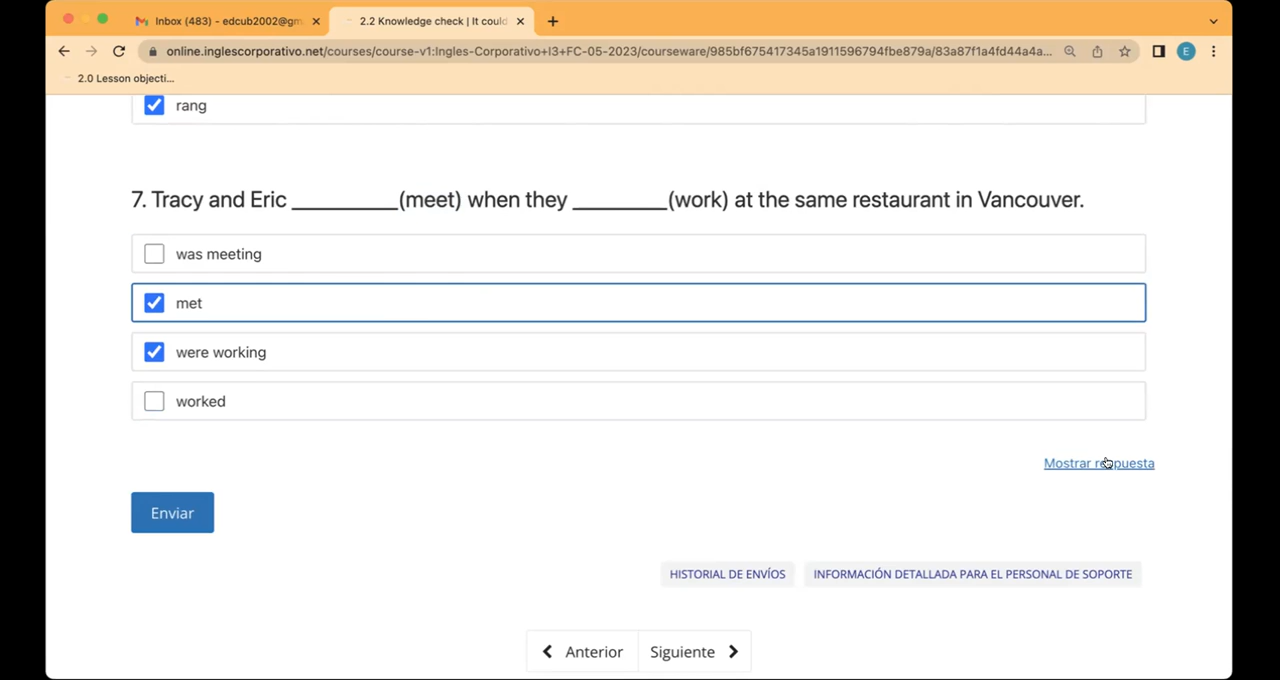 Inbox (483) - edcub2002@gm
2.2 Knowledge check | It could
online.inglescorporativo.net/courses/course-v1:Ingles-Corporativo+I3+FC-05-2023/courseware/985bf675417345a1911596794fbe879a/83a87f1a4fd44a4a...
E
2.0 Lesson objecti...
rang
7. Tracy and Eric __________(meet) when they _________(work) at the same restaurant in Vancouver.
was meeting
met
were working
worked
Mostrar respuesta
Enviar
HISTORIAL DE ENVÍOS
INFORMACIÓN DETALLADA PARA EL PERSONAL DE SOPORTE
Anterior
Siguiente